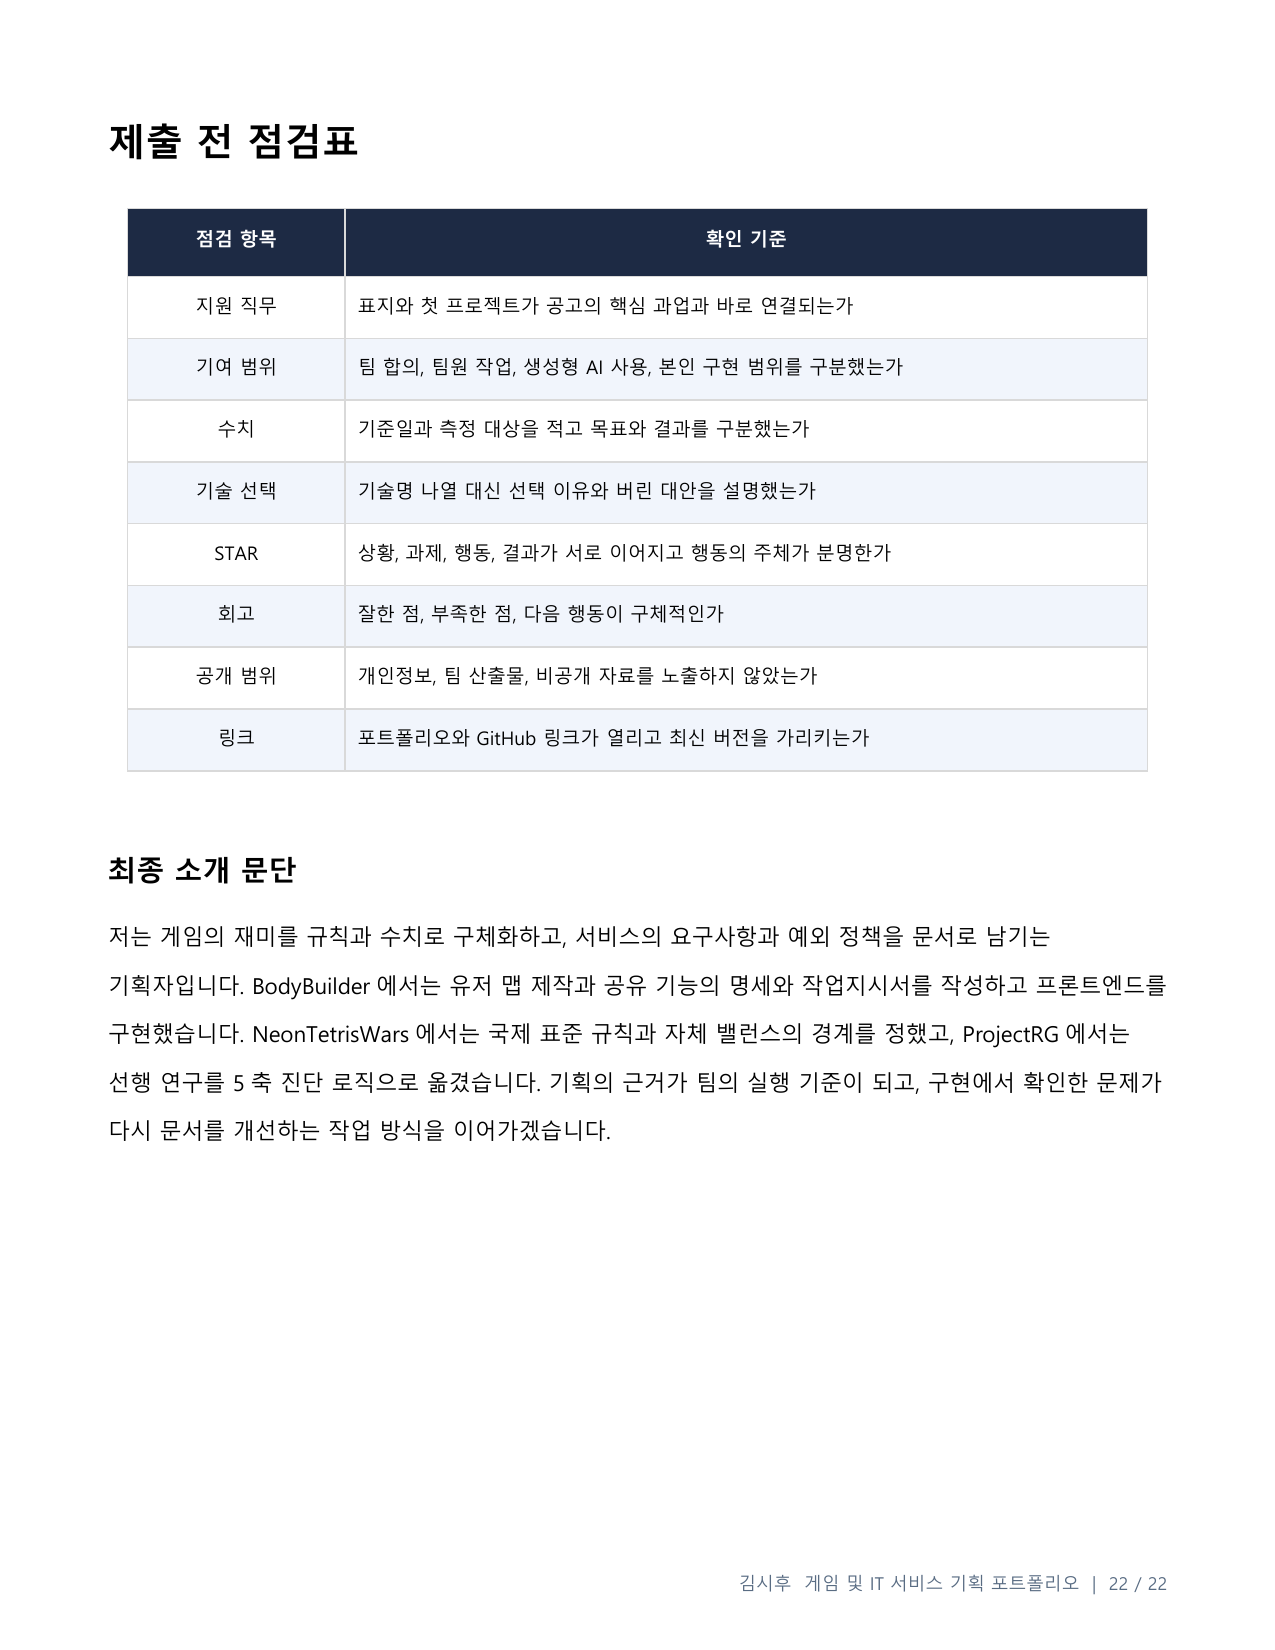 제출 전 점검표
점검 항목 확인 기준
지원 직무 표지와 첫 프로젝트가 공고의 핵심 과업과 바로 연결되는가
기여 범위 팀 합의, 팀원 작업, 생성형 AI 사용, 본인 구현 범위를 구분했는가
수치 기준일과 측정 대상을 적고 목표와 결과를 구분했는가
기술 선택 기술명 나열 대신 선택 이유와 버린 대안을 설명했는가
STAR 상황, 과제, 행동, 결과가 서로 이어지고 행동의 주체가 분명한가
회고 잘한 점, 부족한 점, 다음 행동이 구체적인가
공개 범위 개인정보, 팀 산출물, 비공개 자료를 노출하지 않았는가
링크 포트폴리오와 GitHub 링크가 열리고 최신 버전을 가리키는가
최종 소개 문단
저는 게임의 재미를 규칙과 수치로 구체화하고, 서비스의 요구사항과 예외 정책을 문서로 남기는
기획자입니다. BodyBuilder 에서는 유저 맵 제작과 공유 기능의 명세와 작업지시서를 작성하고 프론트엔드를
구현했습니다. NeonTetrisWars 에서는 국제 표준 규칙과 자체 밸런스의 경계를 정했고, ProjectRG 에서는
선행 연구를 5 축 진단 로직으로 옮겼습니다. 기획의 근거가 팀의 실행 기준이 되고, 구현에서 확인한 문제가
다시 문서를 개선하는 작업 방식을 이어가겠습니다.
김시후 게임 및 IT 서비스 기획 포트폴리오 | 22 / 22